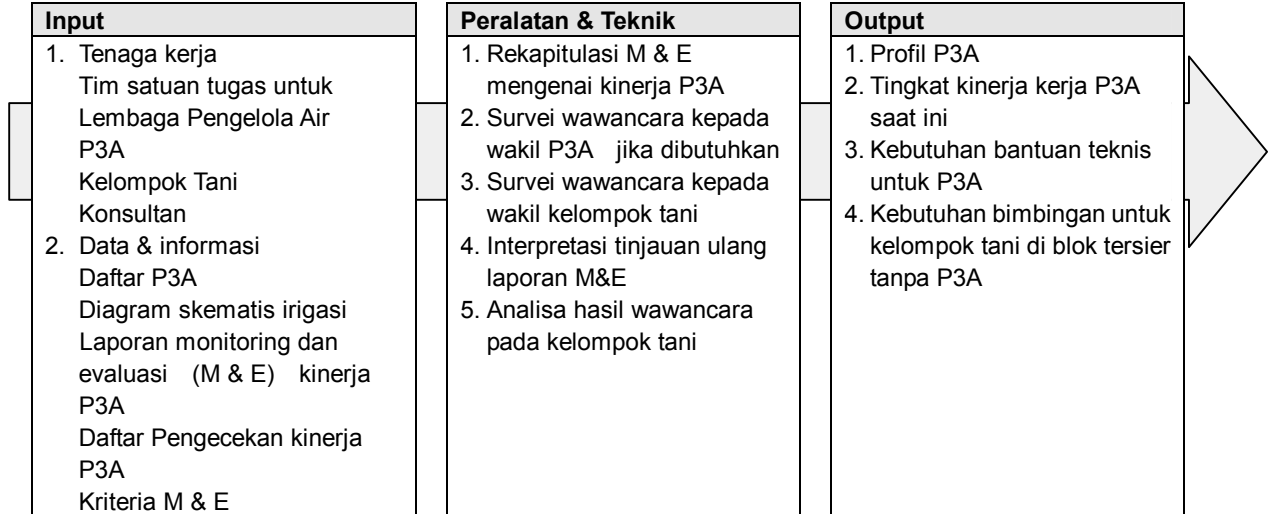 Input
1. Tenaga kerja
Tim satuan tugas untuk
Lembaga Pengelola Air
P3A
Kelompok Tani
Konsultan
2. Data & informasi
Daftar P3A
Diagram skematis irigasi
Laporan monitoring dan
evaluasi (M & E) kinerja
P3A
Daftar Pengecekan kinerja
P3A
Kriteria M & E
Peralatan & Teknik
1. Rekapitulasi M & E
mengenai kinerja P3A
2. Survei wawancara kepada
wakil P3A jika dibutuhkan
3. Survei wawancara kepada
wakil kelompok tani
4. Interpretasi tinjauan ulang
laporan M&E
5. Analisa hasil wawancara
pada kelompok tani
Output
1. Profil P3A
2. Tingkat kinerja kerja P3A
saat ini
3. Kebutuhan bantuan teknis
untuk P3A
4. Kebutuhan bimbingan untuk
kelompok tani di blok tersier
tanpa P3A